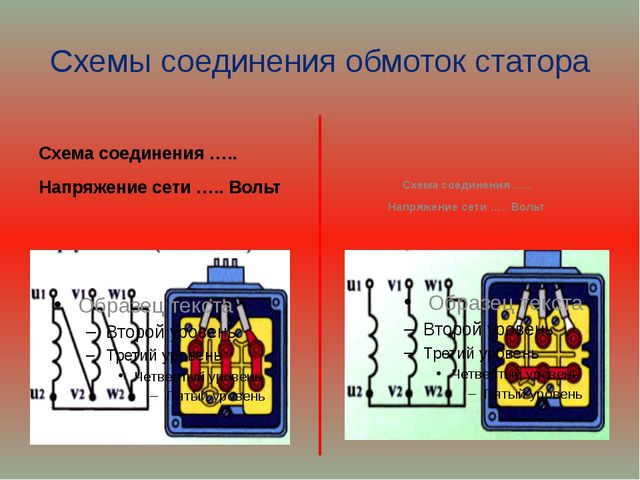 Схемы соединения обмоток статора
Схема соединения …..
Напряжение сети ….. Вольт
Схема соединения …..
Напряжение сети ….. Вольт
u1 v1 w1
• Образец текста
– Второй уровень
– Третий уровень
• Четвертый уровень
– Пятый уровень
u2 v2 w2
u1 v1 w1
• Образец текста
– Второй уровень
– Третий уровень
• Четвертый уровень
– Пятый уровень
u2 v2 w2